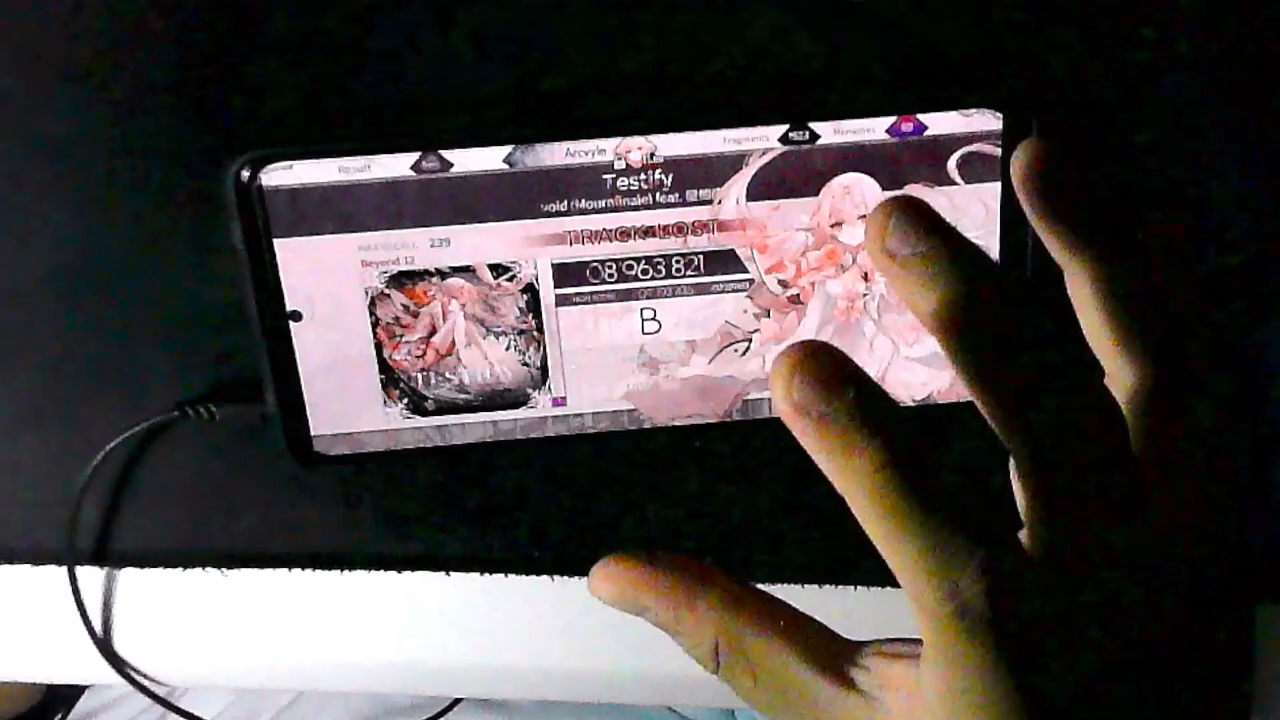 Result
Arcvyle
Fragments
Memories
Testify
void (Mournfinale) feat.
TRACK LOST
MAX RECALL 239
Beyond 12
08'963'821
HIGH SCORE
B